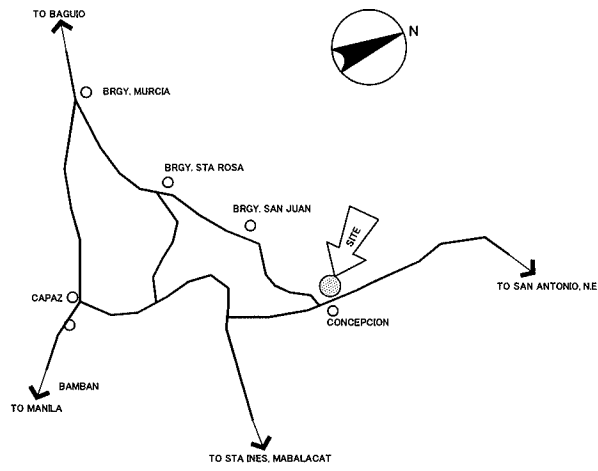 TO BAGUIO
N
BRGY. MURCIA
BRGY. STA ROSA
BRGY. SAN JUAN
SITE
TO SAN ANTONIO, N.E
CAPAZ
CONCEPCION
BAMBAN
TO MANILA
TO STA INES, MABALACAT